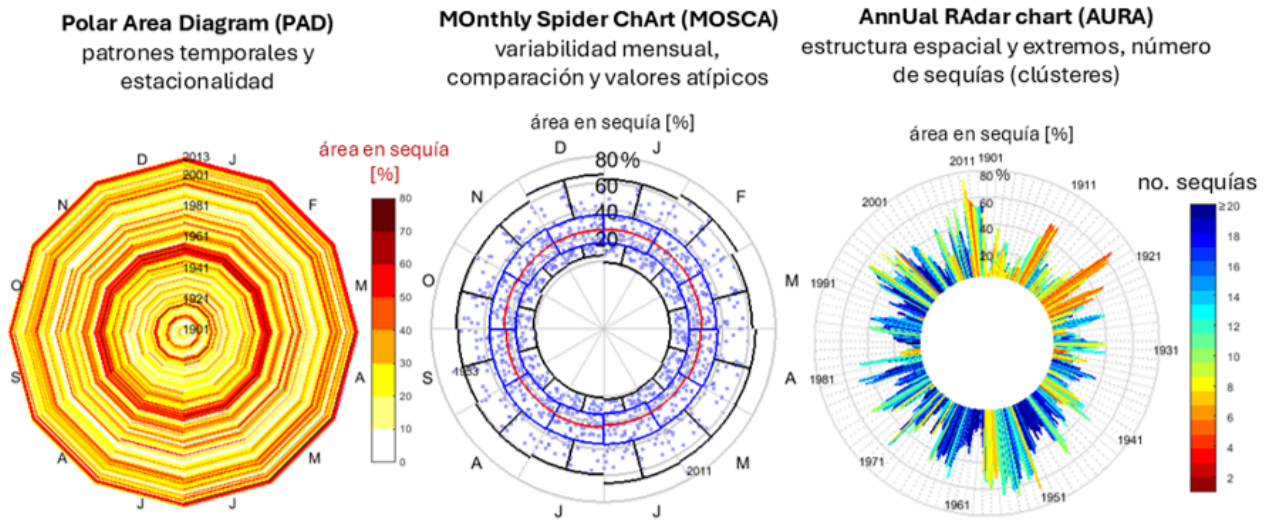 Polar Area Diagram (PAD)
patrones temporales y
estacionalidad
área en sequía
[%]
D
J
N
F
O
M
S
A
A
M
J
J
2013
2001
1981
1961
1941
1921
1901
80
70
60
50
40
30
20
10
0
MOnthly Spider ChArt (MOSCA)
variabilidad mensual,
comparación y valores atípicos
área en sequía [%]
D
J
N
F
O
M
S
A
A
M
J
J
80%
60
40
20
1953
2011
AnnUal RAdar chart (AURA)
estructura espacial y extremos, número
de sequías (clústeres)
área en sequía [%]
2011
1901
80 %
60
40
20
1911
1921
1931
1941
1951
1961
1971
1981
1991
2001
no. sequías
≥20
18
16
14
12
10
8
6
4
2